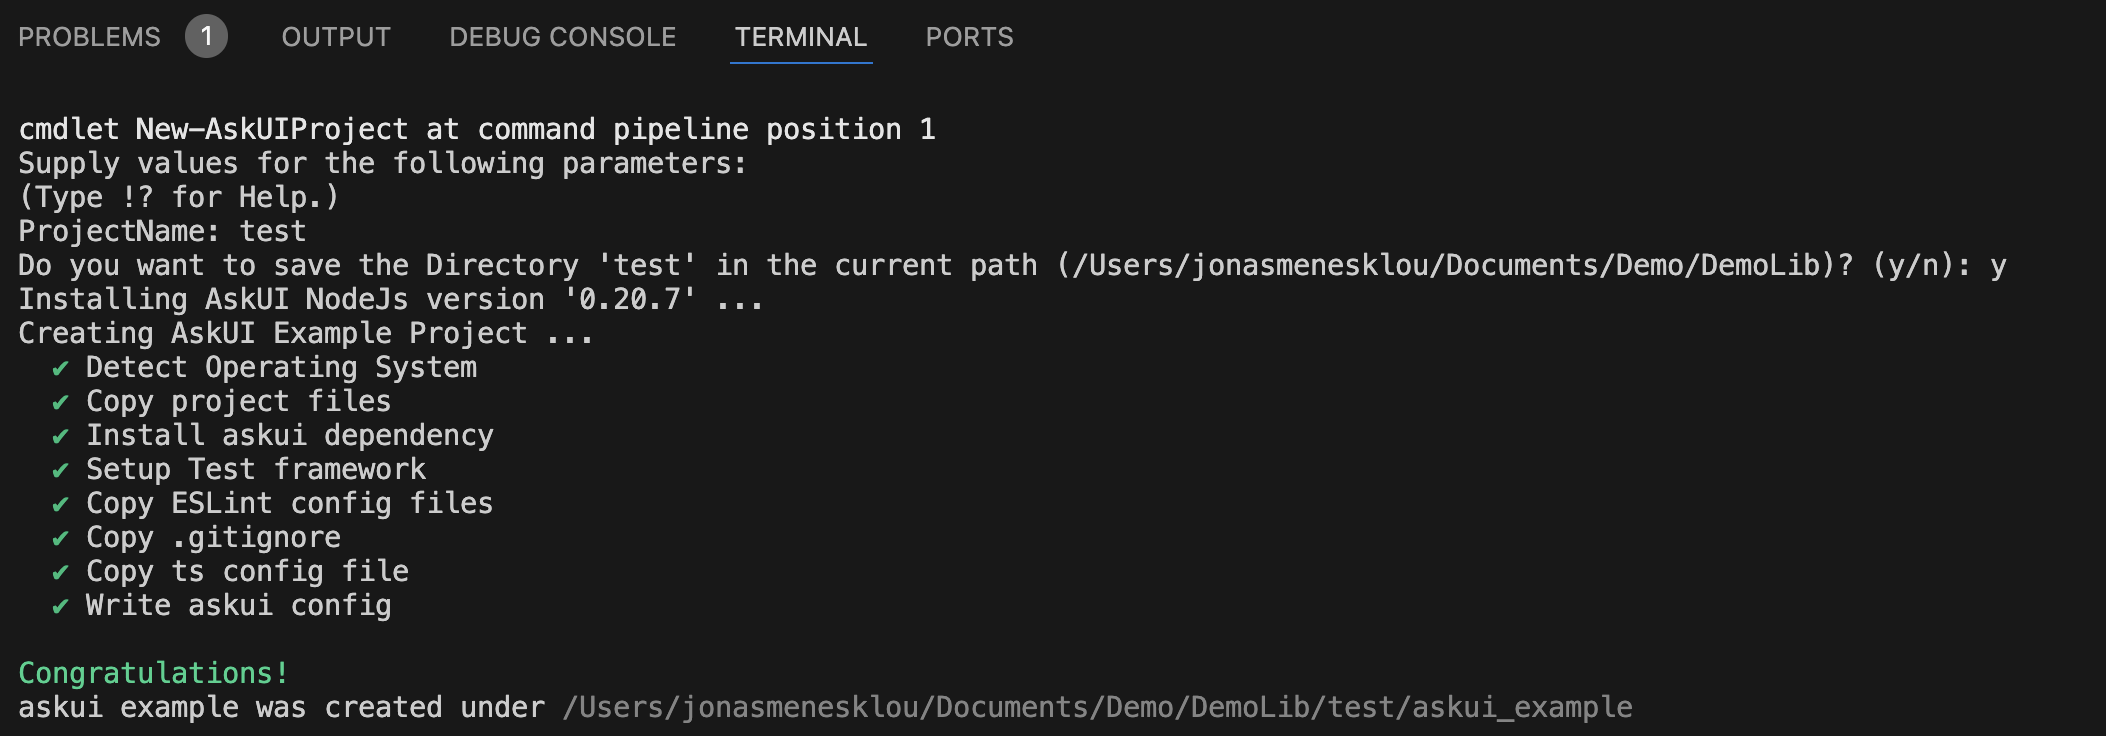 PROBLEMS 1 OUTPUT DEBUG CONSOLE TERMINAL PORTS
cmdlet New-AskUIProject at command pipeline position 1
Supply values for the following parameters:
(Type !? for Help.)
ProjectName: test
Do you want to save the Directory 'test' in the current path (/Users/jonasmenesklou/Documents/Demo/DemoLib)? (y/n): y
Installing AskUI NodeJs version '0.20.7' ...
Creating AskUI Example Project ...
✔ Detect Operating System
✔ Copy project files
✔ Install askui dependency
✔ Setup Test framework
✔ Copy ESLint config files
✔ Copy .gitignore
✔ Copy ts config file
✔ Write askui config
Congratulations!
askui example was created under /Users/jonasmenesklou/Documents/Demo/DemoLib/test/askui_example